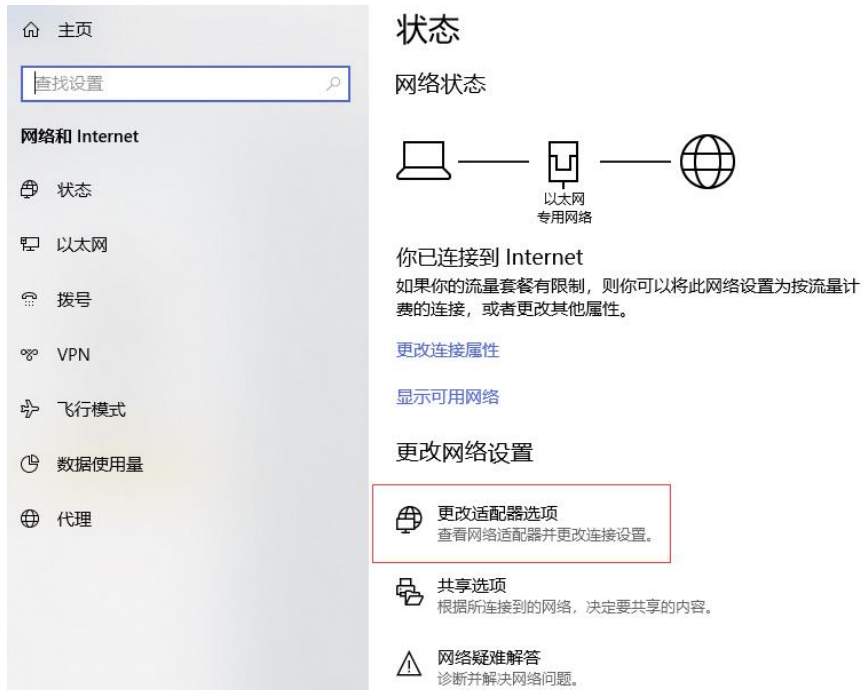 主页
查找设置
网络和 Internet
状态
以太网
拨号
VPN
飞行模式
数据使用量
代理
状态
网络状态
以太网
专用网络
你已连接到 Internet
如果你的流量套餐有限制，则你可以将此网络设置为按流量计
费的连接，或者更改其他属性。
更改连接属性
显示可用网络
更改网络设置
更改适配器选项
查看网络适配器并更改连接设置。
共享选项
根据所连接到的网络，决定要共享的内容。
网络疑难解答
诊断并解决网络问题。